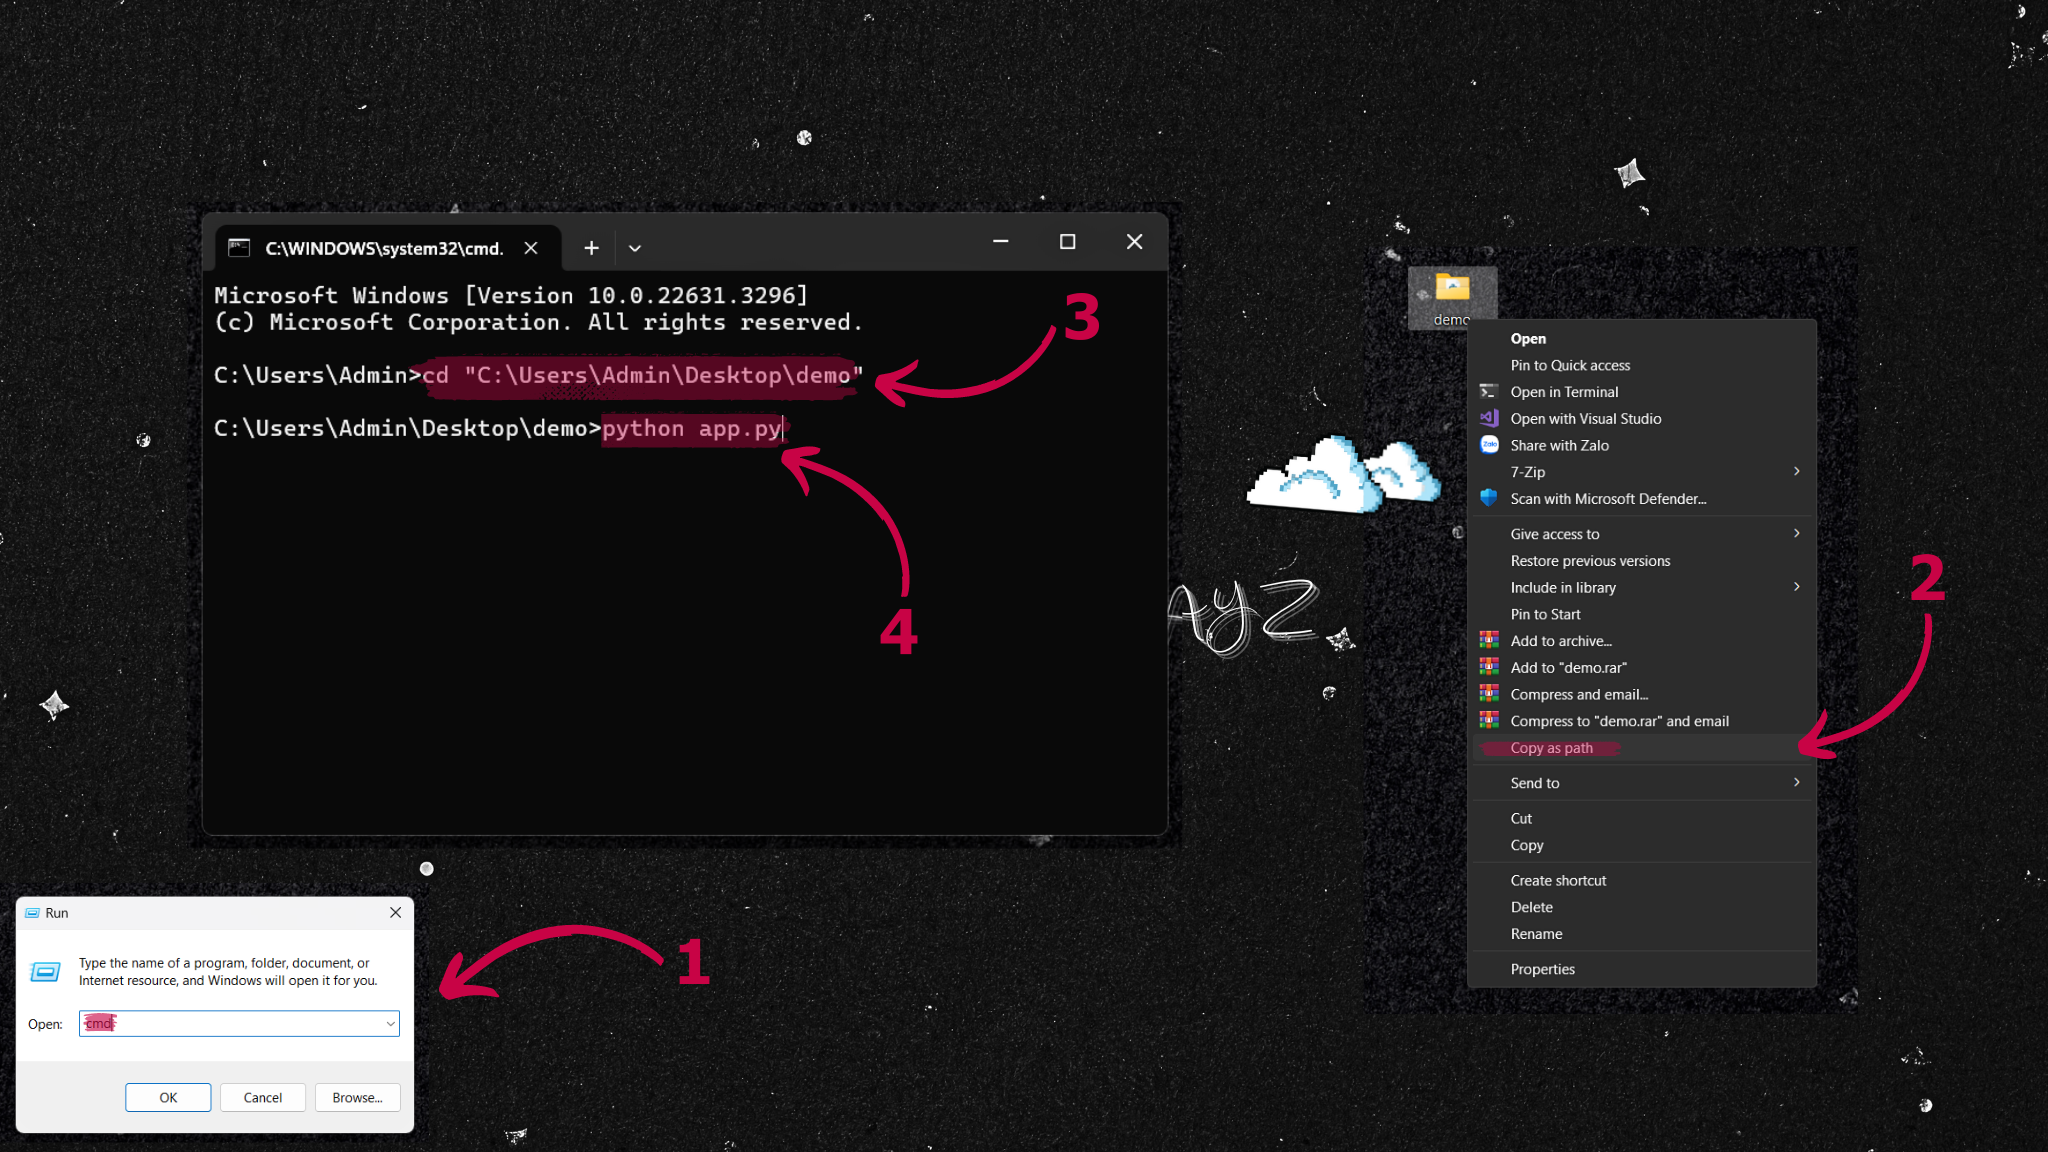 C:\WINDOWS\system32\cmd.
Microsoft Windows [Version 10.0.22631.3296]
(c) Microsoft Corporation. All rights reserved.
C:\Users\Admin>cd "C:\Users\Admin\Desktop\demo"
C:\Users\Admin\Desktop\demo>python app.py
3
4
demo
Open
Pin to Quick access
Open in Terminal
Open with Visual Studio
Zalo
Share with Zalo
7-Zip
Scan with Microsoft Defender...
Give access to
Restore previous versions
Include in library
Pin to Start
Add to archive...
Add to "demo.rar"
Compress and email...
Compress to "demo.rar" and email
Copy as path
Send to
Cut
Copy
Create shortcut
Delete
Rename
Properties
2
Run
Type the name of a program, folder, document, or
Internet resource, and Windows will open it for you.
Open:
cmd
OK
Cancel
Browse...
1